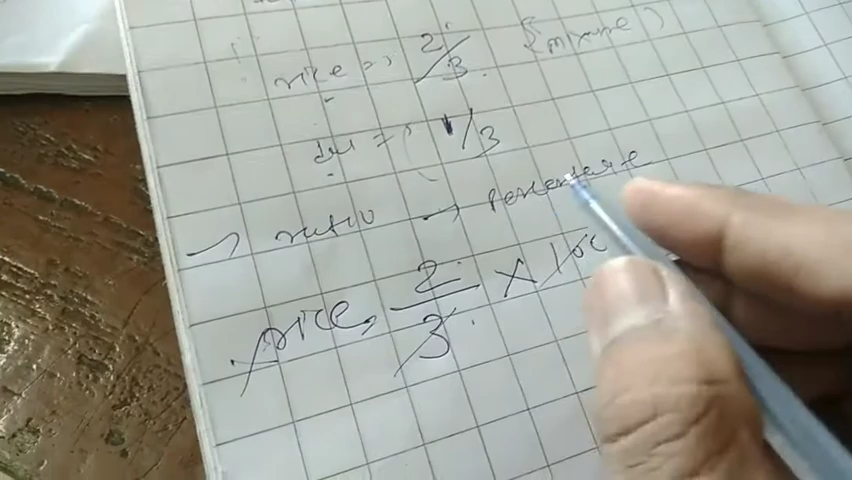 rice => 2/3 {mixture}
dal => 1/3
→ ratio → Percentage
rice, 2/3 × 100